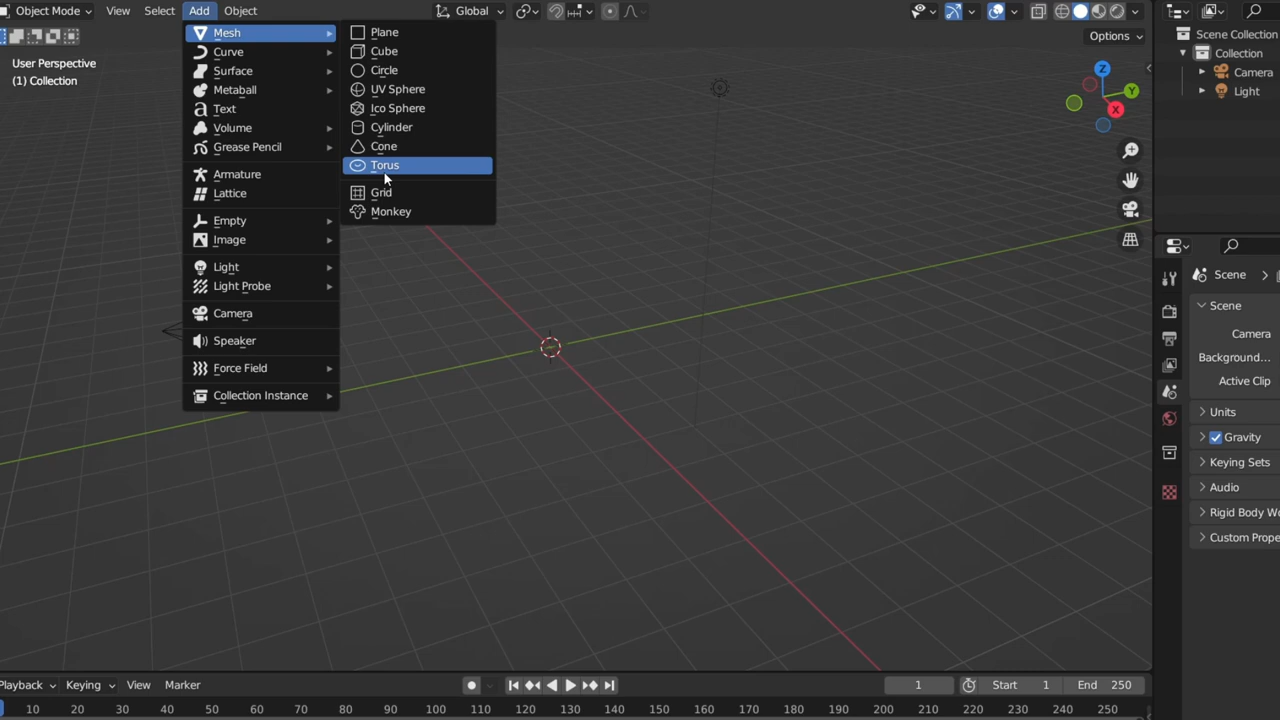 Object Mode View Select Add Object Global
Options
User Perspective
(1) Collection
Mesh
Curve
Surface
Metaball
Text
Volume
Grease Pencil
Armature
Lattice
Empty
Image
Light
Light Probe
Camera
Speaker
Force Field
Collection Instance
Plane
Cube
Circle
UV Sphere
Ico Sphere
Cylinder
Cone
Torus
Grid
Monkey
Z
Y
X
Scene Collection
Collection
Camera
Light
Scene
Scene
Camera
Background...
Active Clip
Units
Gravity
Keying Sets
Audio
Rigid Body Wo
Custom Prope
Playback Keying View Marker 1 Start 1 End 250
10 20 30 40 50 60 70 80 90 100 110 120 130 140 150 160 170 180 190 200 210 220 230 240 250